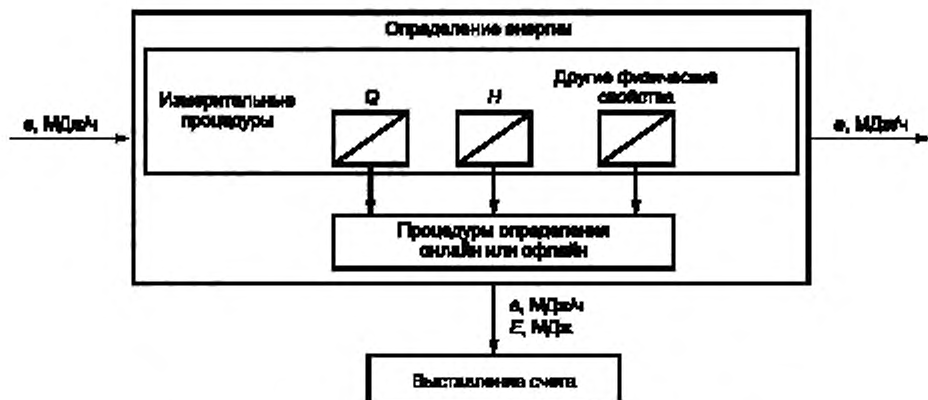 Определение энергии
Другие физические
свойства
Измерительные
процедуры
Q
H
e, МДж/ч
e, МДж/ч
Процедуры определения
онлайн или офлайн
e, МДж/ч
E, МДж
Выставление счета